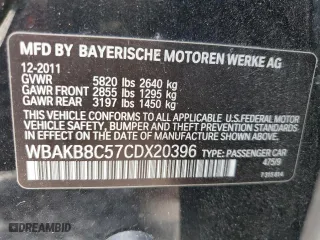 MFD BY BAYERISCHE MOTOREN WERKE AG
12-2011
GVWR 5820 lbs 2640 kg
GAWR FRONT 2855 lbs 1295 kg
GAWR REAR 3197 lbs 1450 kg
THIS VEHICLE CONFORMS TO ALL APPLICABLE U.S.FEDERAL MOTOR
VEHICLE SAFETY, BUMPER, AND THEFT PREVENTION STANDARDS IN EFFECT
ON THE DATE OF MANUFACTURE SHOWN ABOVE.
WBAKB8C57CDX20396 TYPE: PASSENGER CAR
475/9